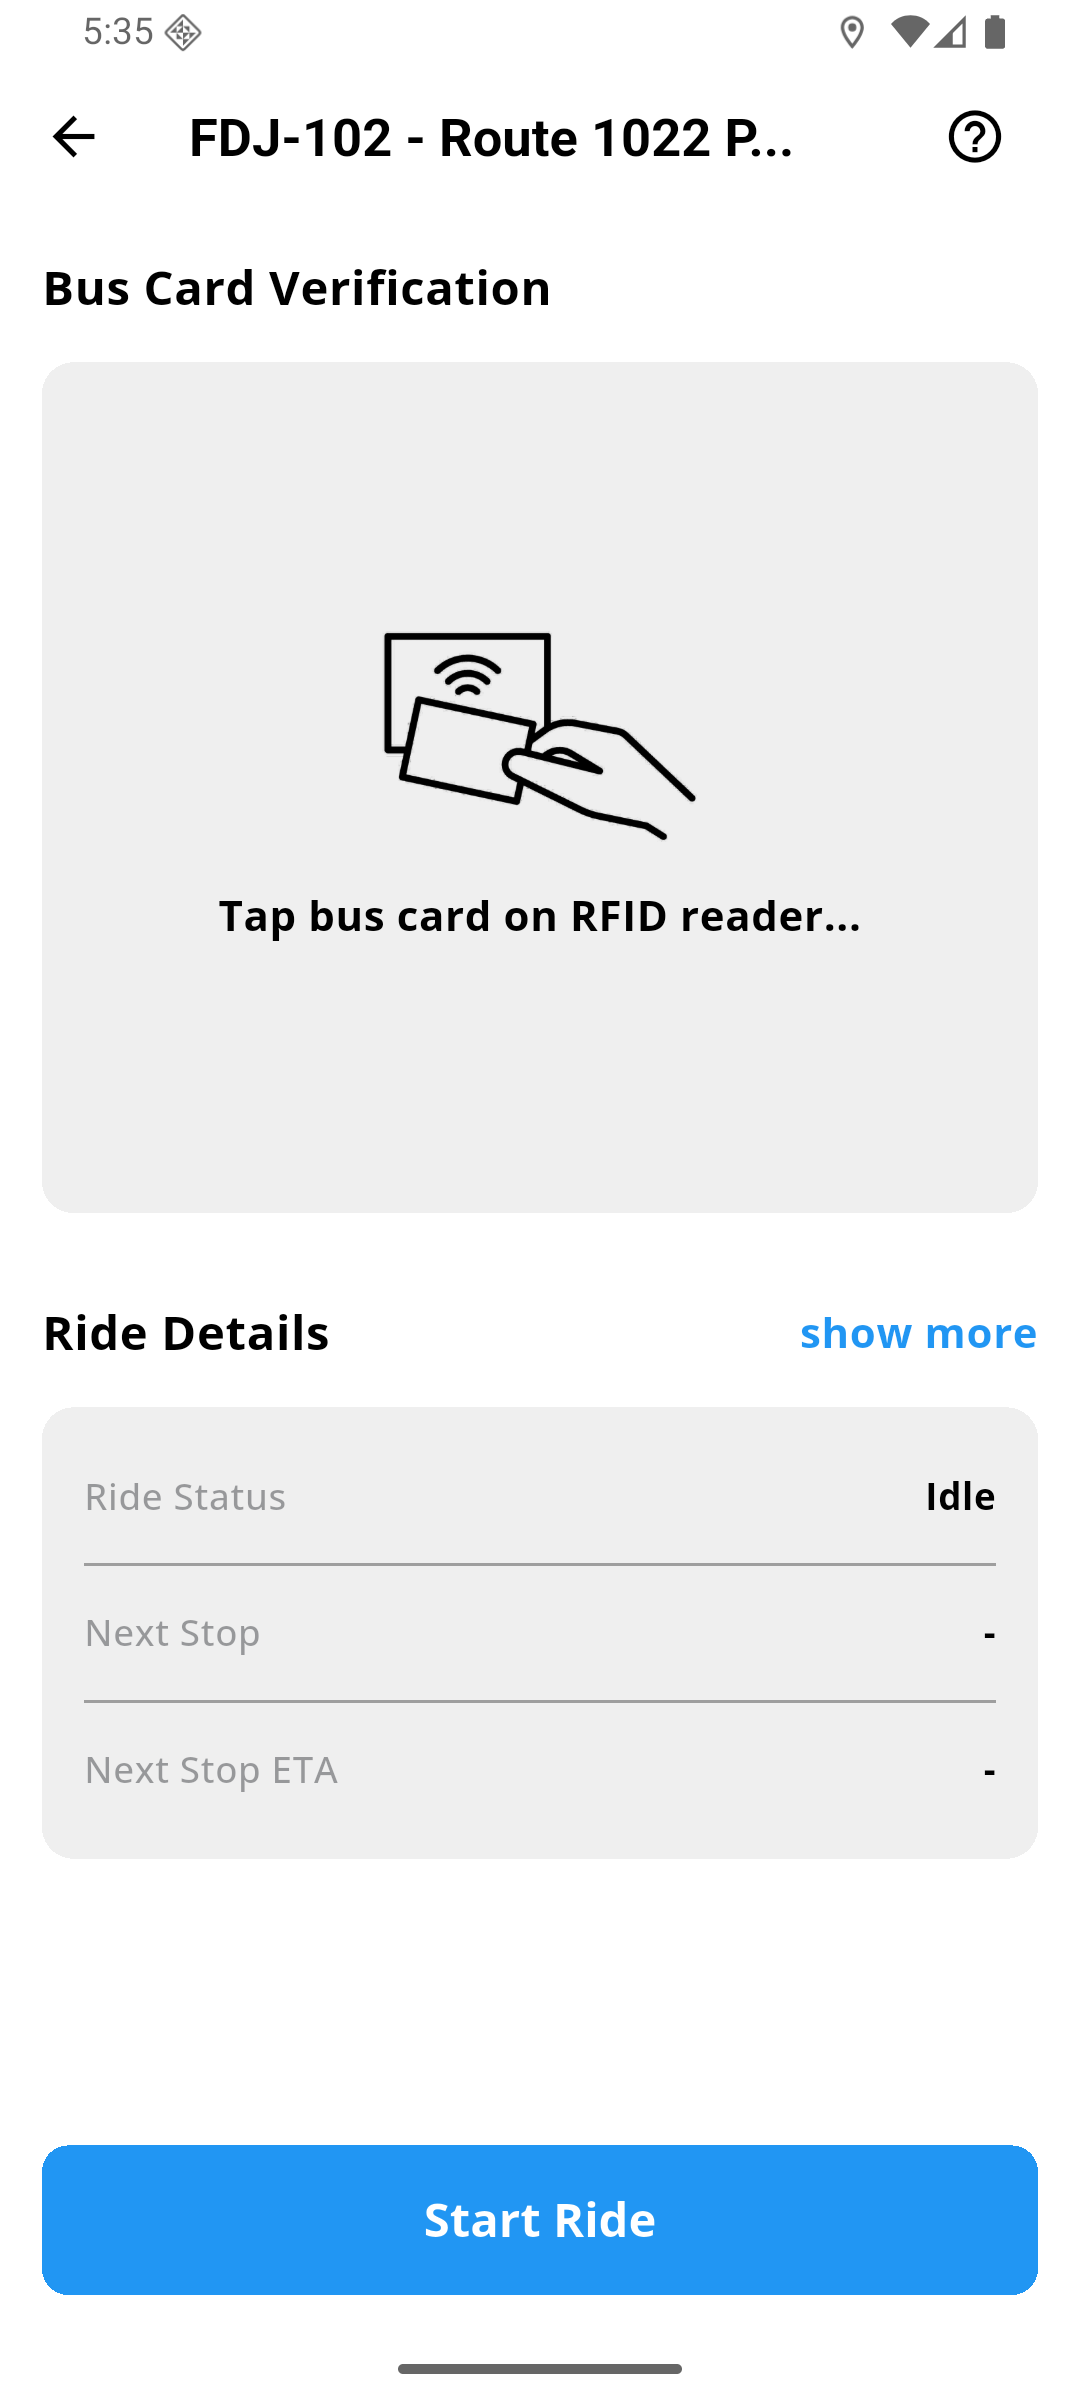 5:35
FDJ-102 - Route 1022 P...
Bus Card Verification
Tap bus card on RFID reader...
Ride Details
show more
Ride Status
Idle
Next Stop
-
Next Stop ETA
-
Start Ride